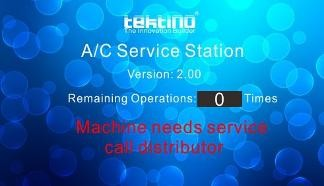 tektino
The Innovation Builder
A/C Service Station
Version: 2.00
Remaining Operations: 0 Times
Machine needs service
call distributor